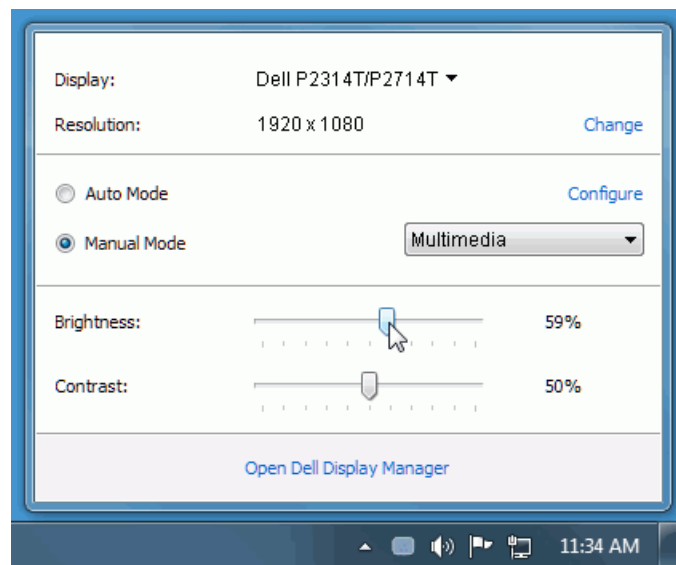 Display: Dell P2314T/P2714T
Resolution: 1920 x 1080 Change
Auto Mode Configure
Manual Mode Multimedia
Brightness: 59%
Contrast: 50%
Open Dell Display Manager
11:34 AM